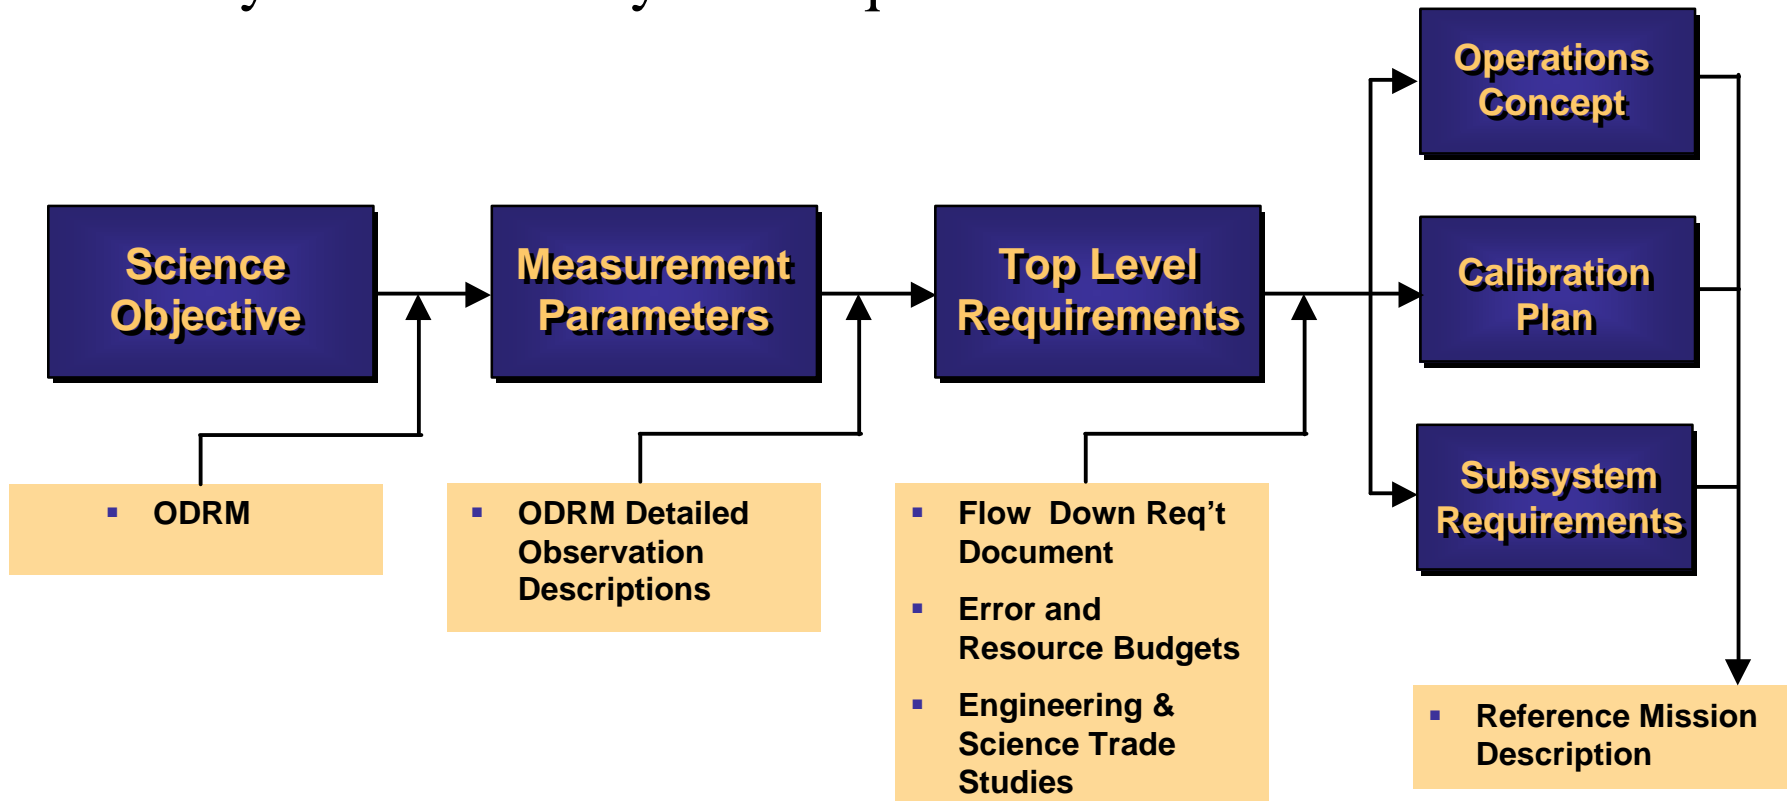 Operations
Concept
Science
Objective
Measurement
Parameters
Top Level
Requirements
Calibration
Plan
Subsystem
Requirements
▪ ODRM
▪ ODRM Detailed
Observation
Descriptions
▪ Flow Down Req’t
Document
▪ Error and
Resource Budgets
▪ Engineering &
Science Trade
Studies
▪ Reference Mission
Description